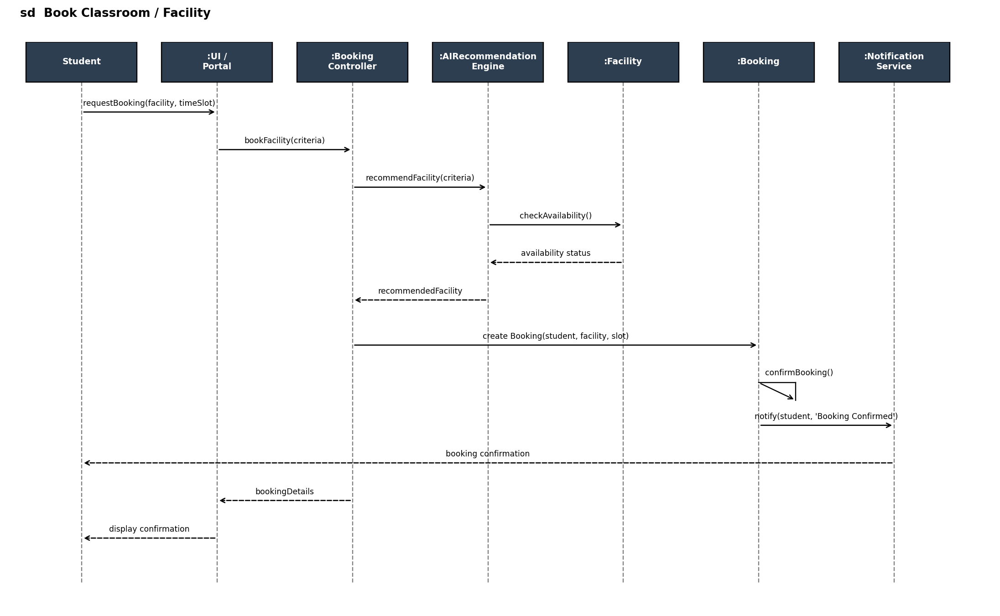 sd  Book Classroom / Facility
Student
:UI /
Portal
:Booking
Controller
:AIRecommendation
Engine
:Facility
:Booking
:Notification
Service
requestBooking(facility, timeSlot)
bookFacility(criteria)
recommendFacility(criteria)
checkAvailability()
availability status
recommendedFacility
create Booking(student, facility, slot)
confirmBooking()
notify(student, 'Booking Confirmed')
booking confirmation
bookingDetails
display confirmation